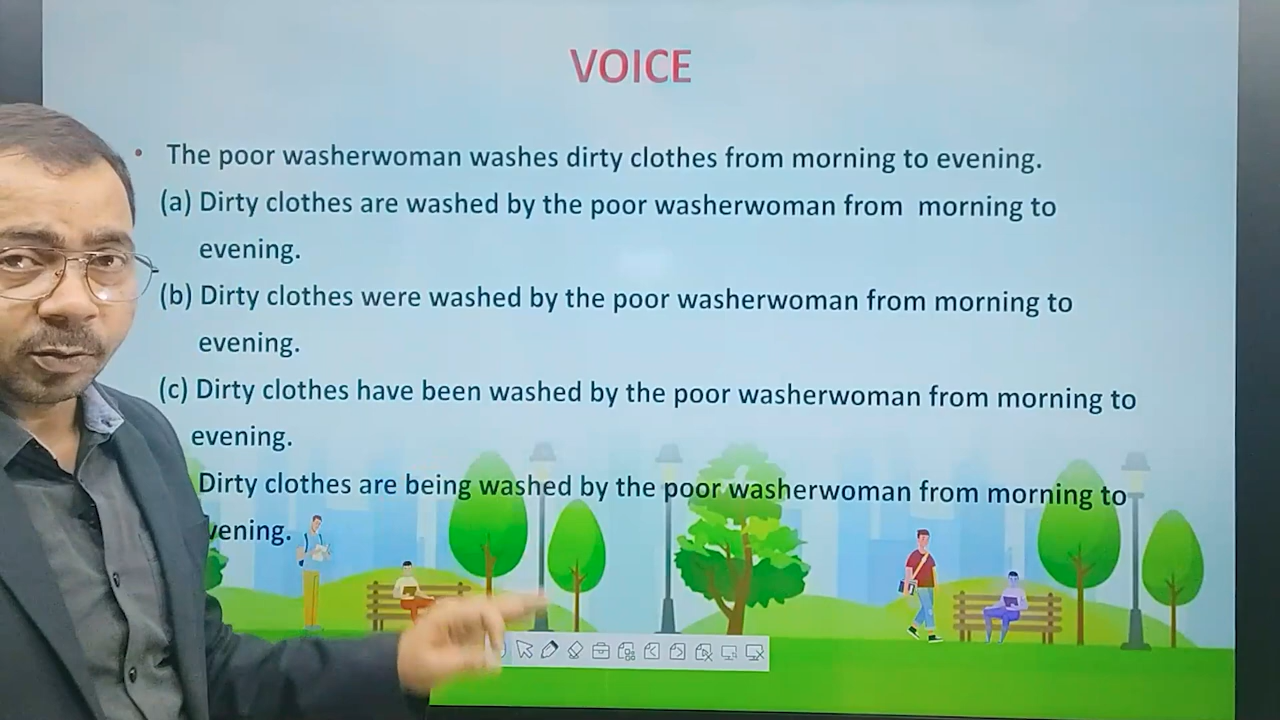 VOICE
• The poor washerwoman washes dirty clothes from morning to evening.
(a) Dirty clothes are washed by the poor washerwoman from morning to
evening.
(b) Dirty clothes were washed by the poor washerwoman from morning to
evening.
(c) Dirty clothes have been washed by the poor washerwoman from morning to
evening.
Dirty clothes are being washed by the poor washerwoman from morning to
vening.